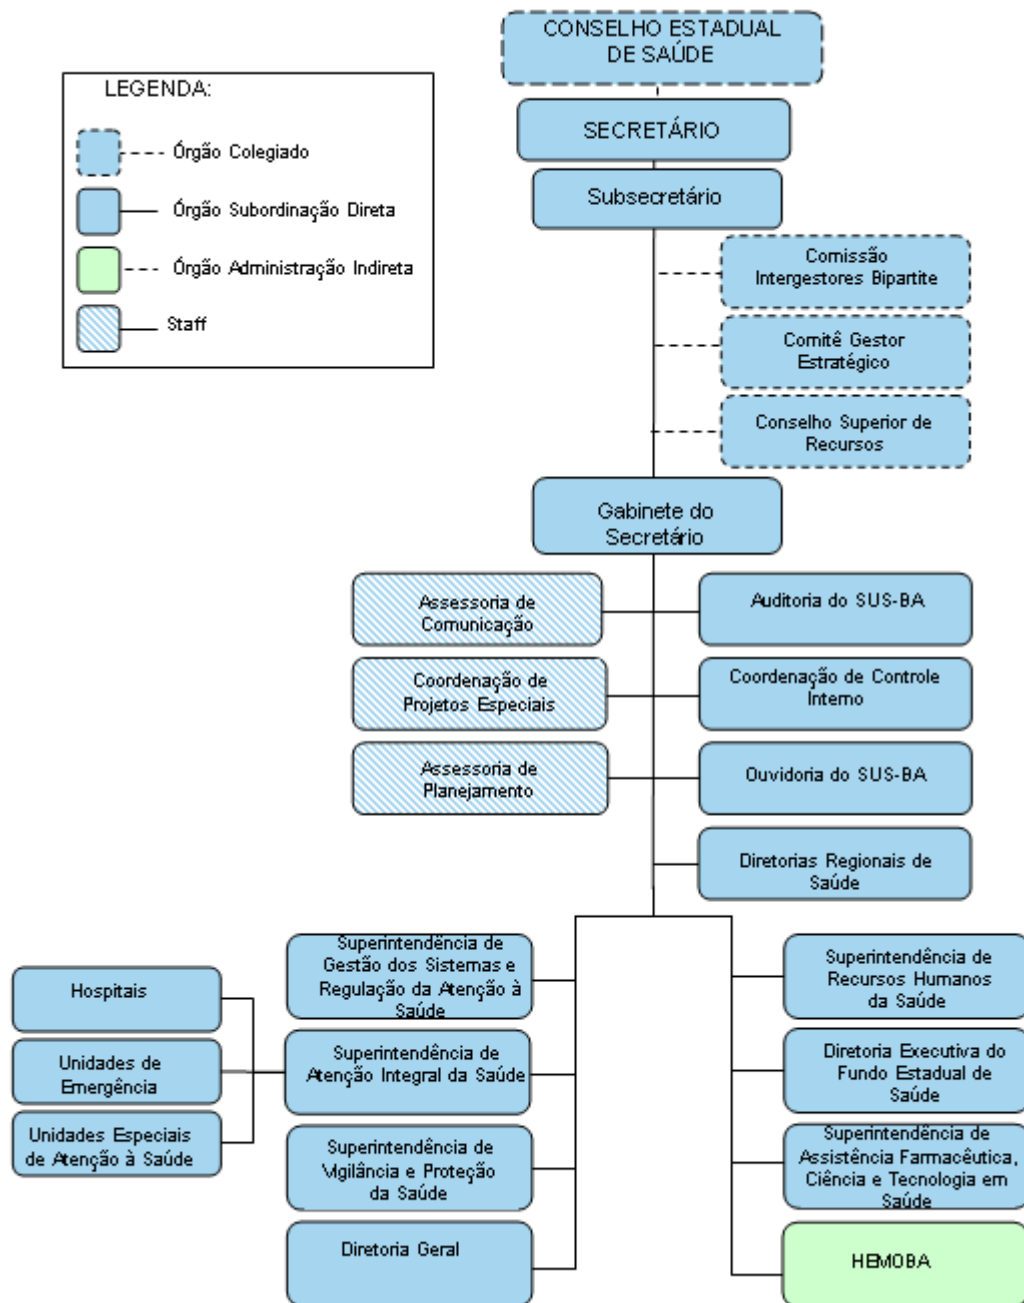 CONSELHO ESTADUAL
DE SAÚDE
LEGENDA:
Órgão Colegiado
Órgão Subordinação Direta
Órgão Administração Indireta
Staff
SECRETÁRIO
Subsecretário
Comissão
Intergestores Bipartite
Comitê Gestor
Estratégico
Conselho Superior de
Recursos
Gabinete do
Secretário
Assessoria de
Comunicação
Auditoria do SUS-BA
Coordenação de
Projetos Especiais
Coordenação de Controle
Interno
Assessoria de
Planejamento
Ouvidoria do SUS-BA
Diretorias Regionais de
Saúde
Superintendência de
Gestão dos Sistemas e
Regulação da Atenção à
Saúde
Superintendência de
Recursos Humanos
da Saúde
Hospitais
Unidades de
Emergência
Unidades Especiais
de Atenção à Saúde
Superintendência de
Atenção Integral da Saúde
Diretoria Executiva do
Fundo Estadual de
Saúde
Superintendência de
Vigilância e Proteção
da Saúde
Superintendência de
Assistência Farmacêutica,
Ciência e Tecnologia em
Saúde
Diretoria Geral
HEMOBA